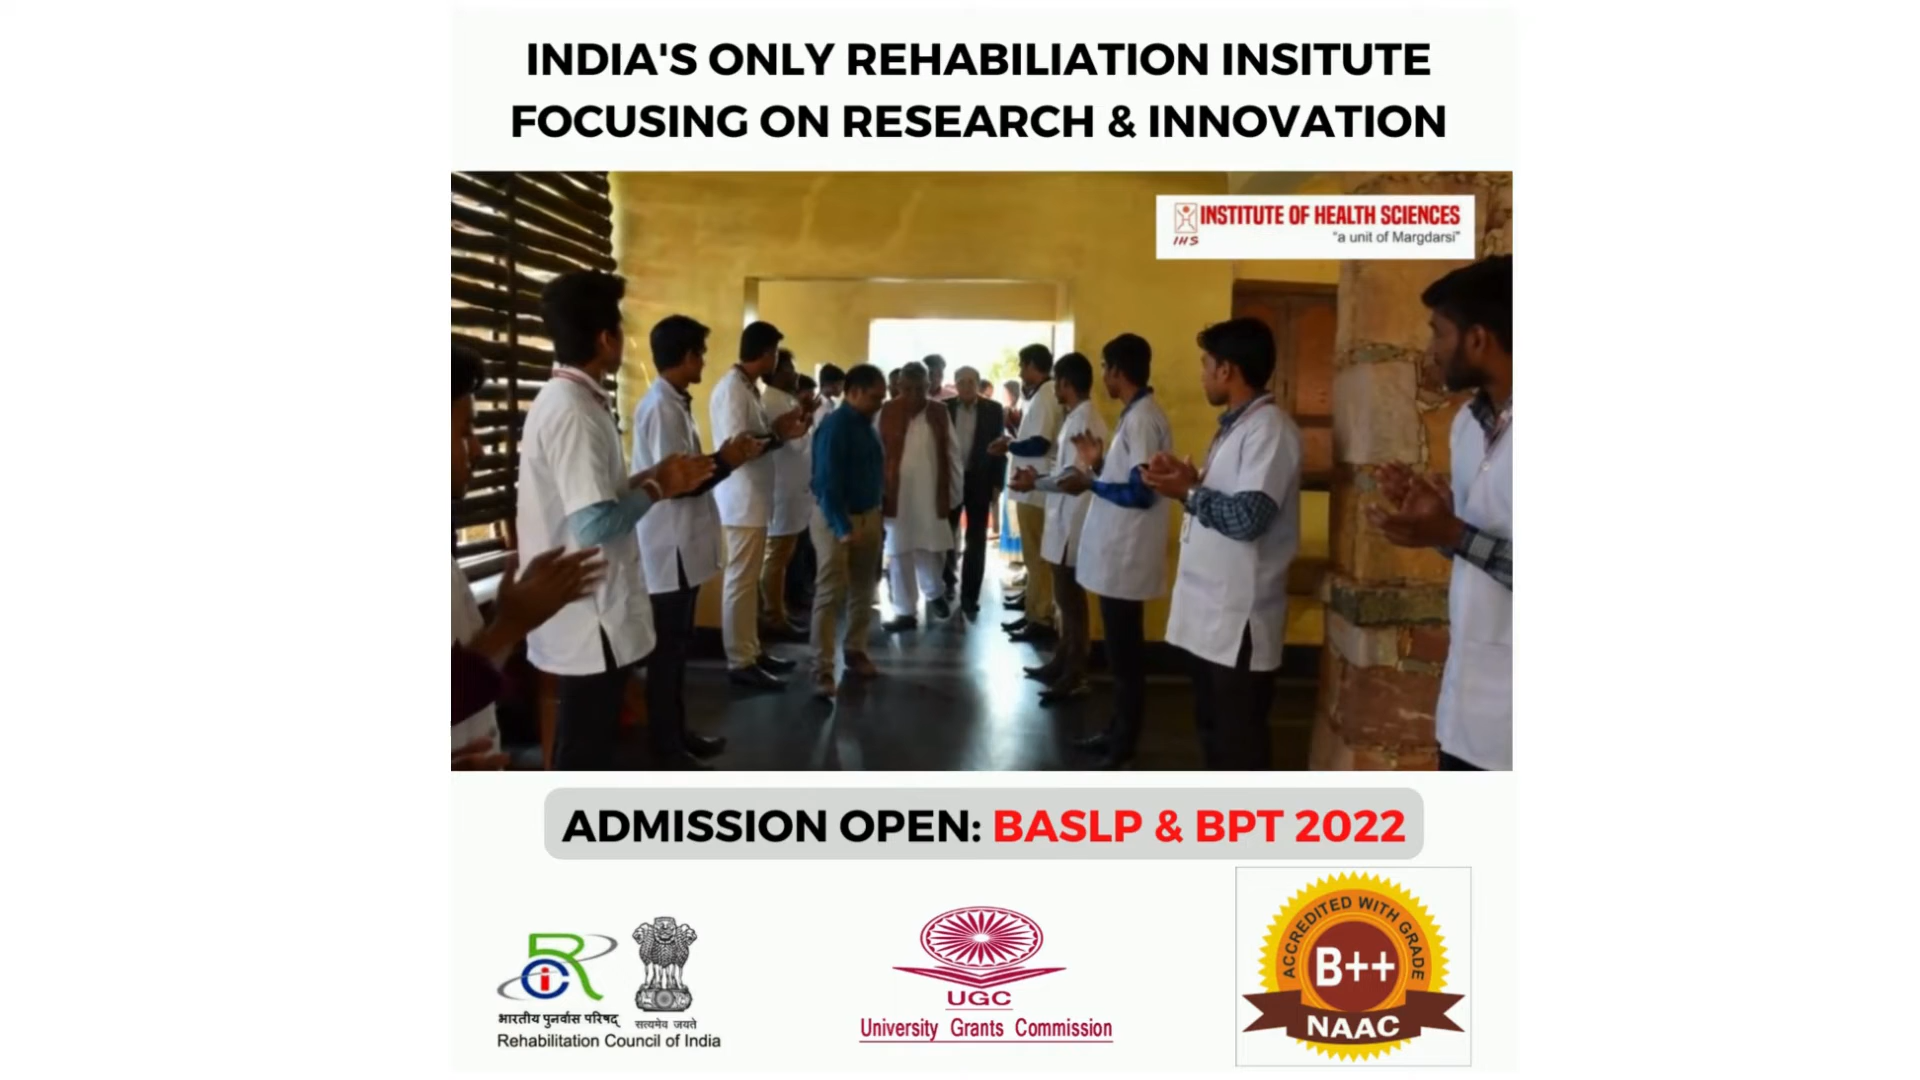 INDIA'S ONLY REHABILIATION INSITUTE
FOCUSING ON RESEARCH & INNOVATION
INSTITUTE OF HEALTH SCIENCES
IHS
"a unit of Margdarsi"
ADMISSION OPEN: BASLP & BPT 2022
RCi
भारतीय पुनर्वास परिषद्
सत्यमेव जयते
Rehabilitation Council of India
UGC
University Grants Commission
ACCREDITED WITH GRADE
B++
NAAC